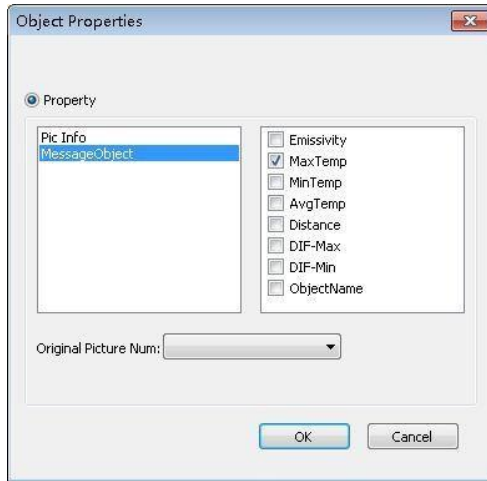 Object Properties
Property
Pic Info
MessageObject
Emissivity
MaxTemp
MinTemp
AvgTemp
Distance
DIF-Max
DIF-Min
ObjectName
Original Picture Num:
OK
Cancel